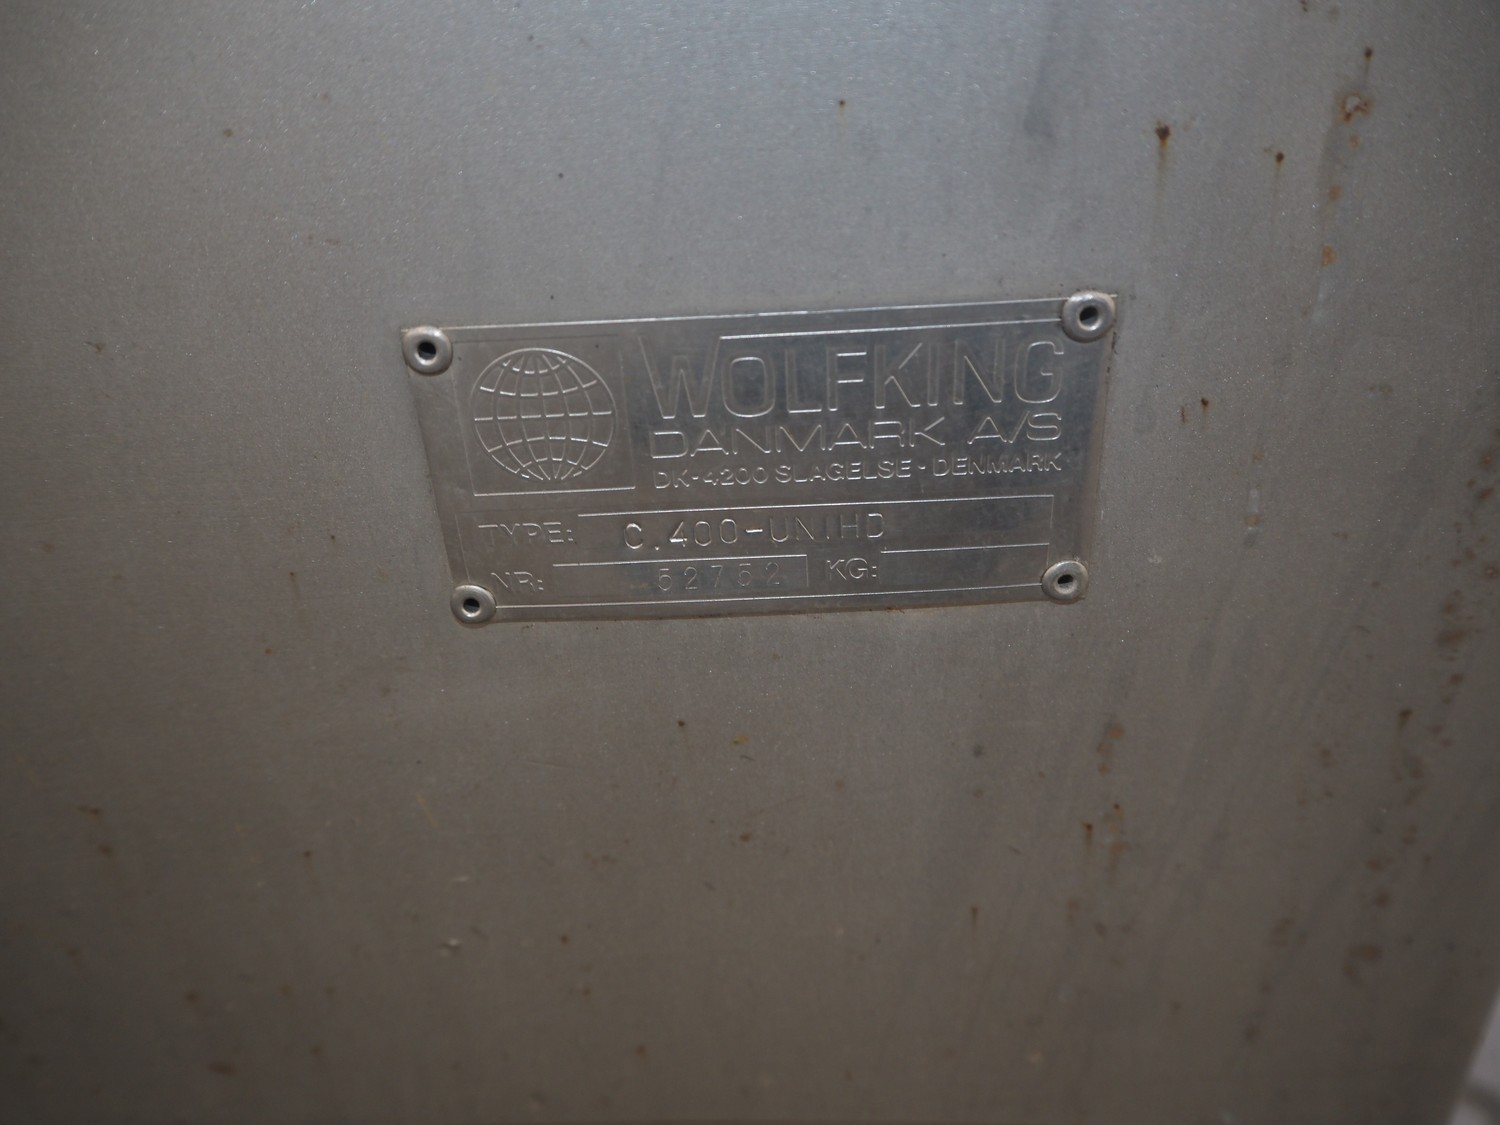 WOLFKING
DANMARK A/S
DK-4200 SLAGELSE · DENMARK
TYPE: C.400-UNIHD
NR: 52752 KG: